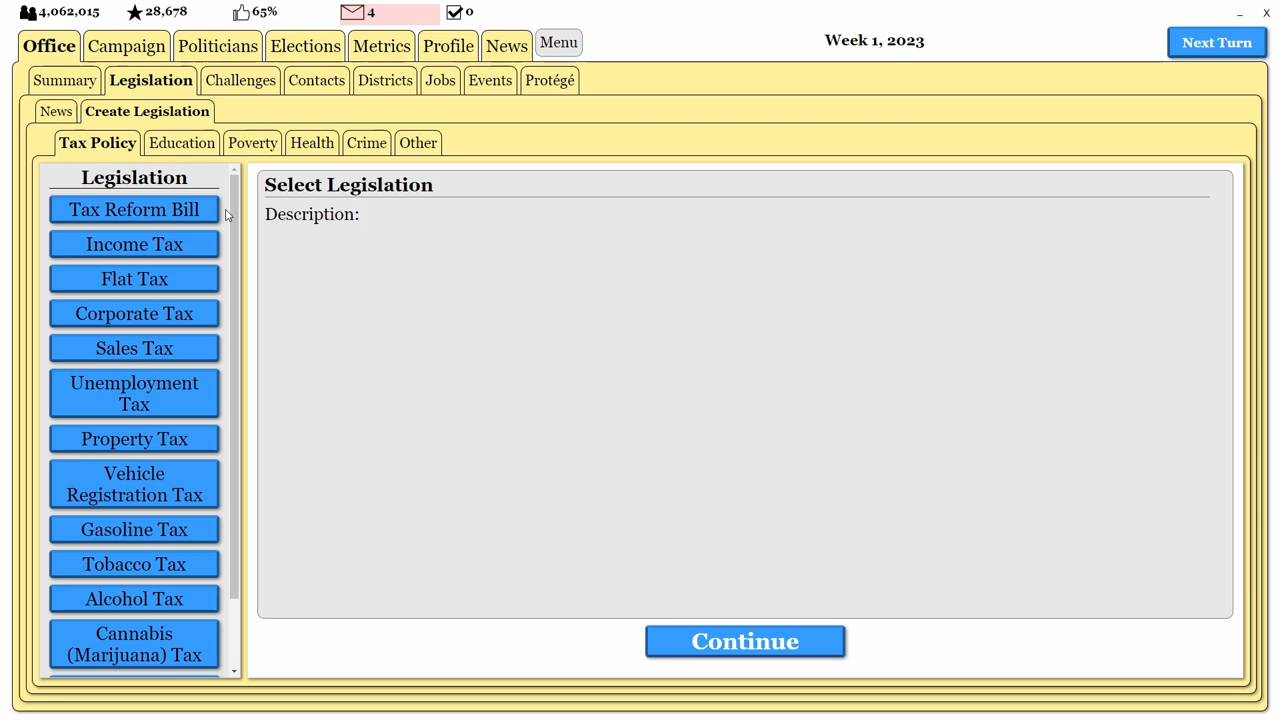 4,062,015 28,678 65% 4 0
_ X
Office Campaign Politicians Elections Metrics Profile News Menu
Week 1, 2023
Next Turn
Summary Legislation Challenges Contacts Districts Jobs Events Protégé
News Create Legislation
Tax Policy Education Poverty Health Crime Other
Legislation
Tax Reform Bill
Income Tax
Flat Tax
Corporate Tax
Sales Tax
Unemployment
Tax
Property Tax
Vehicle
Registration Tax
Gasoline Tax
Tobacco Tax
Alcohol Tax
Cannabis
(Marijuana) Tax
Select Legislation
Description:
Continue